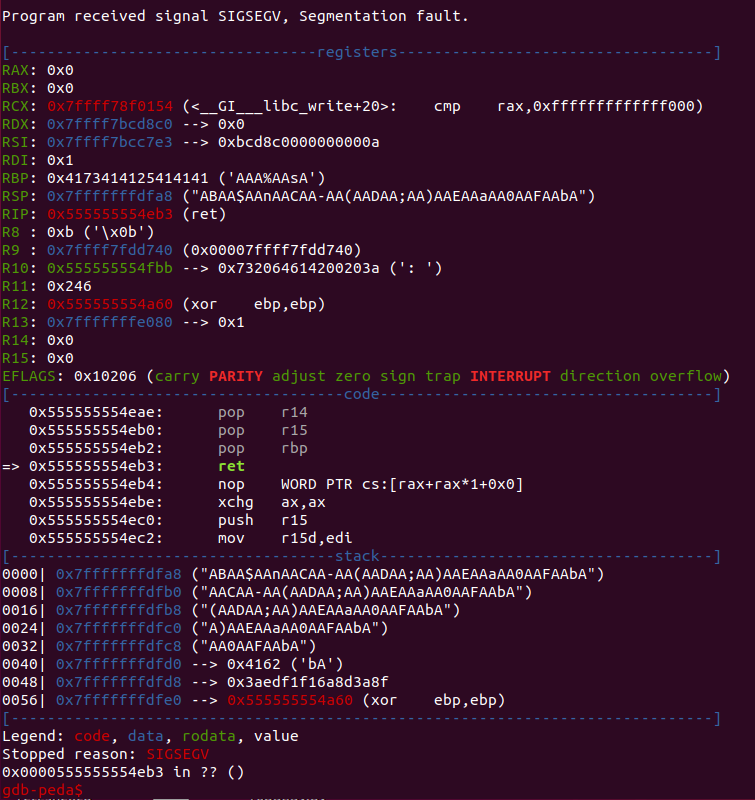 Program received signal SIGSEGV, Segmentation fault.
[----------------------------------registers-----------------------------------]
RAX: 0x0
RBX: 0x0
RCX: 0x7ffff78f0154 (<__GI___libc_write+20>:    cmp    rax,0xfffffffffffff000)
RDX: 0x7ffff7bcd8c0 --> 0x0
RSI: 0x7ffff7bcc7e3 --> 0xbcd8c0000000000a
RDI: 0x1
RBP: 0x4173414125414141 ('AAA%AAsA')
RSP: 0x7fffffffdfa8 ("ABAA$AAnAACAA-AA(AADAA;AA)AAEAAaAA0AAFAAbA")
RIP: 0x555555554eb3 (ret)
R8 : 0xb ('\x0b')
R9 : 0x7ffff7fdd740 (0x00007ffff7fdd740)
R10: 0x555555554fbb --> 0x732064614200203a (': ')
R11: 0x246
R12: 0x555555554a60 (xor    ebp,ebp)
R13: 0x7fffffffe080 --> 0x1
R14: 0x0
R15: 0x0
EFLAGS: 0x10206 (carry PARITY adjust zero sign trap INTERRUPT direction overflow)
[-------------------------------------code-------------------------------------]
   0x555555554eae:      pop    r14
   0x555555554eb0:      pop    r15
   0x555555554eb2:      pop    rbp
=> 0x555555554eb3:      ret
   0x555555554eb4:      nop    WORD PTR cs:[rax+rax*1+0x0]
   0x555555554ebe:      xchg   ax,ax
   0x555555554ec0:      push   r15
   0x555555554ec2:      mov    r15d,edi
[------------------------------------stack-------------------------------------]
0000| 0x7fffffffdfa8 ("ABAA$AAnAACAA-AA(AADAA;AA)AAEAAaAA0AAFAAbA")
0008| 0x7fffffffdfb0 ("AACAA-AA(AADAA;AA)AAEAAaAA0AAFAAbA")
0016| 0x7fffffffdfb8 ("(AADAA;AA)AAEAAaAA0AAFAAbA")
0024| 0x7fffffffdfc0 ("A)AAEAAaAA0AAFAAbA")
0032| 0x7fffffffdfc8 ("AA0AAFAAbA")
0040| 0x7fffffffdfd0 --> 0x4162 ('bA')
0048| 0x7fffffffdfd8 --> 0x3aedf1f16a8d3a8f
0056| 0x7fffffffdfe0 --> 0x555555554a60 (xor    ebp,ebp)
[------------------------------------------------------------------------------]
Legend: code, data, rodata, value
Stopped reason: SIGSEGV
0x0000555555554eb3 in ?? ()
gdb-peda$